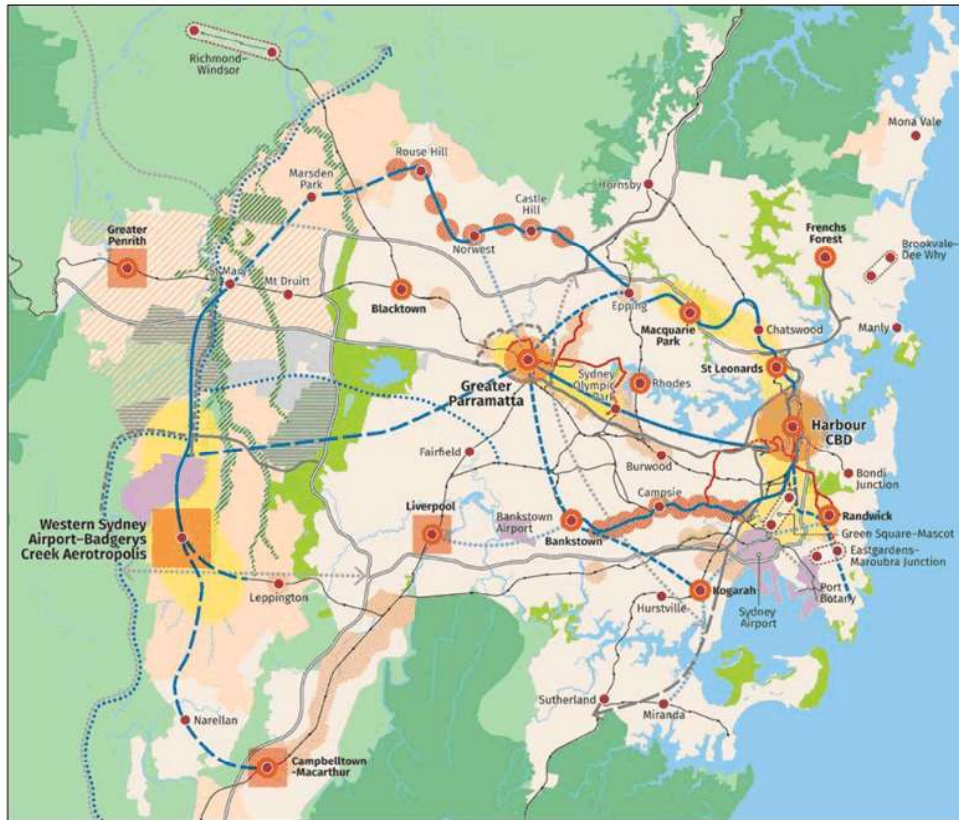 Richmond–
Windsor
Mona Vale
Rouse Hill
Marsden
Park
Hornsby
Castle
Hill
Frenchs
Forest
Greater
Penrith
Norwest
Brookvale–
Dee Why
St Marys
Mt Druitt
Epping
Blacktown
Macquarie
Park
Chatswood
Manly
St Leonards
Greater
Parramatta
Sydney
Olympic
Park
Rhodes
Harbour
CBD
Fairfield
Burwood
Bondi
Junction
Liverpool
Campsie
Western Sydney
Airport–Badgerys
Creek Aerotropolis
Bankstown
Airport
Bankstown
Randwick
Green Square–Mascot
Eastgardens–
Maroubra Junction
Leppington
Kogarah
Hurstville
Port
Botany
Sydney
Airport
Sutherland
Miranda
Narellan
Campbelltown
-Macarthur